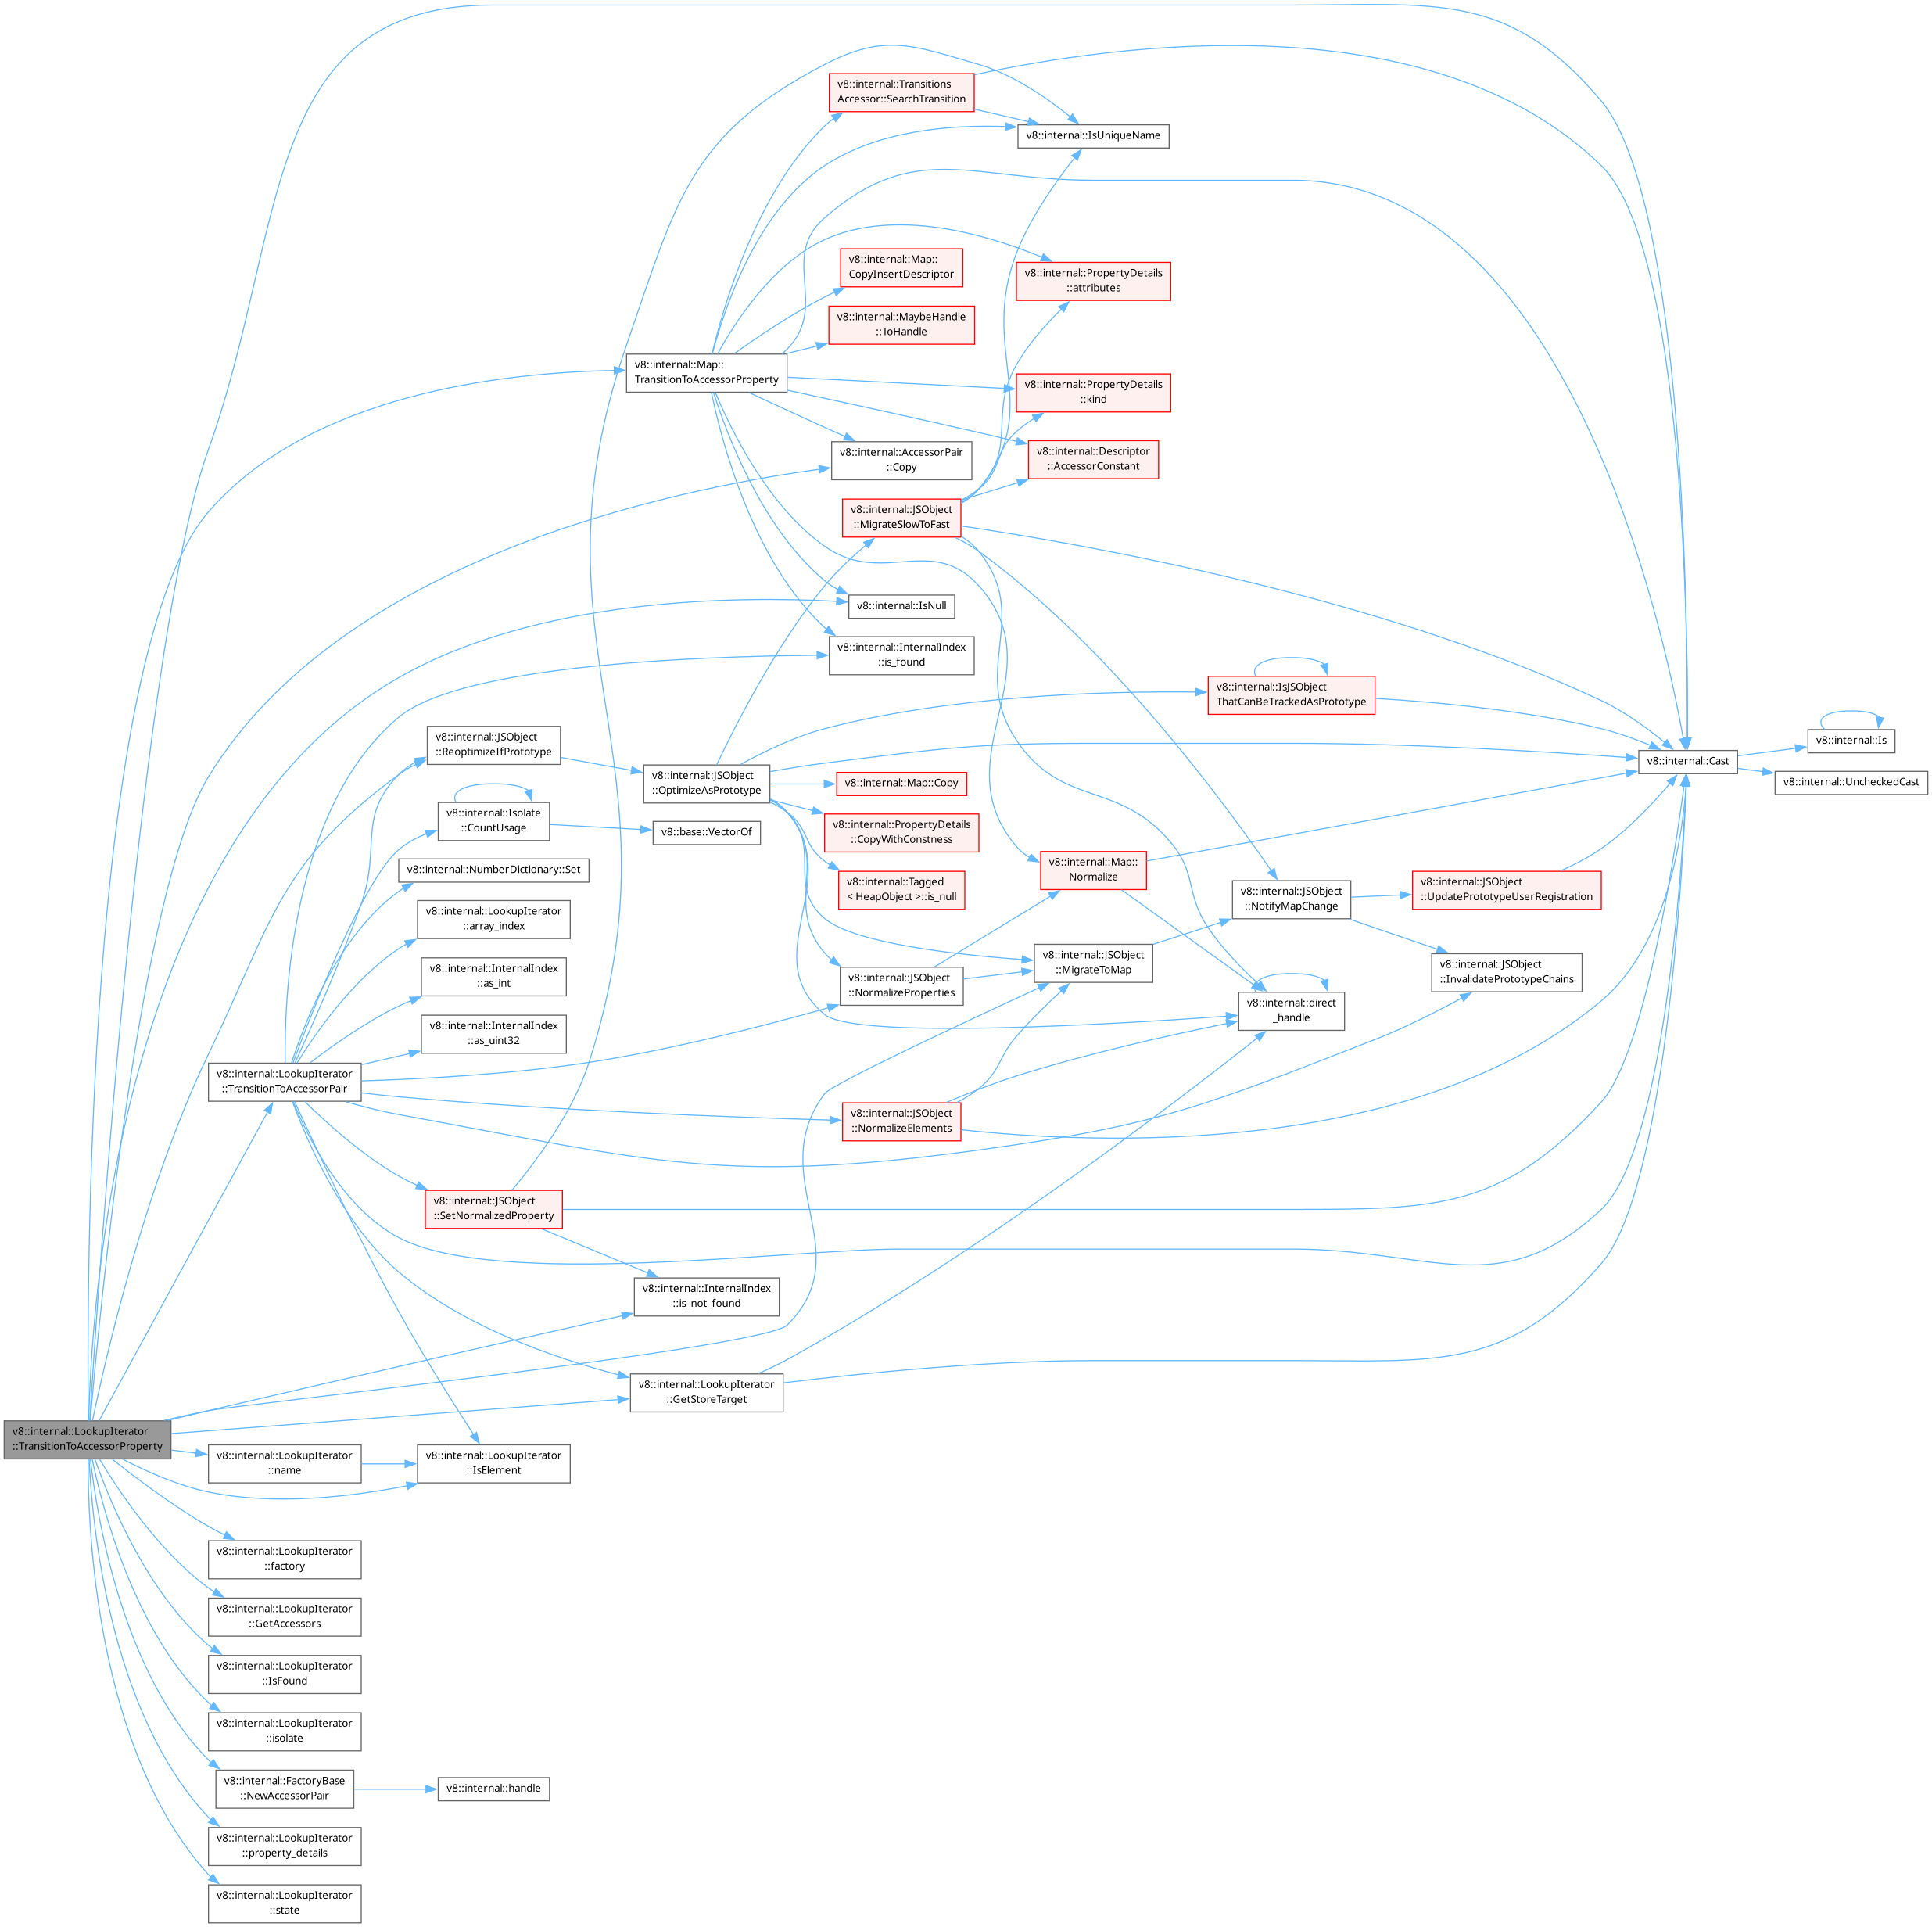 v8::internal::Transitions
Accessor::SearchTransition
v8::internal::IsUniqueName
v8::internal::Map::
CopyInsertDescriptor
v8::internal::PropertyDetails
::attributes
v8::internal::MaybeHandle
::ToHandle
v8::internal::Map::
TransitionToAccessorProperty
v8::internal::PropertyDetails
::kind
v8::internal::AccessorPair
::Copy
v8::internal::Descriptor
::AccessorConstant
v8::internal::JSObject
::MigrateSlowToFast
v8::internal::IsNull
v8::internal::InternalIndex
::is_found
v8::internal::IsJSObject
ThatCanBeTrackedAsPrototype
v8::internal::JSObject
::ReoptimizeIfPrototype
v8::internal::Is
v8::internal::Cast
v8::internal::JSObject
::OptimizeAsPrototype
v8::internal::Map::Copy
v8::internal::UncheckedCast
v8::internal::Isolate
::CountUsage
v8::base::VectorOf
v8::internal::PropertyDetails
::CopyWithConstness
v8::internal::NumberDictionary::Set
v8::internal::Map::
Normalize
v8::internal::Tagged
< HeapObject >::is_null
v8::internal::JSObject
::NotifyMapChange
v8::internal::JSObject
::UpdatePrototypeUserRegistration
v8::internal::LookupIterator
::array_index
v8::internal::JSObject
::MigrateToMap
v8::internal::JSObject
::InvalidatePrototypeChains
v8::internal::InternalIndex
::as_int
v8::internal::JSObject
::NormalizeProperties
v8::internal::direct
_handle
v8::internal::InternalIndex
::as_uint32
v8::internal::LookupIterator
::TransitionToAccessorPair
v8::internal::JSObject
::NormalizeElements
v8::internal::JSObject
::SetNormalizedProperty
v8::internal::InternalIndex
::is_not_found
v8::internal::LookupIterator
::GetStoreTarget
v8::internal::LookupIterator
::TransitionToAccessorProperty
v8::internal::LookupIterator
::name
v8::internal::LookupIterator
::IsElement
v8::internal::LookupIterator
::factory
v8::internal::LookupIterator
::GetAccessors
v8::internal::LookupIterator
::IsFound
v8::internal::LookupIterator
::isolate
v8::internal::FactoryBase
::NewAccessorPair
v8::internal::handle
v8::internal::LookupIterator
::property_details
v8::internal::LookupIterator
::state